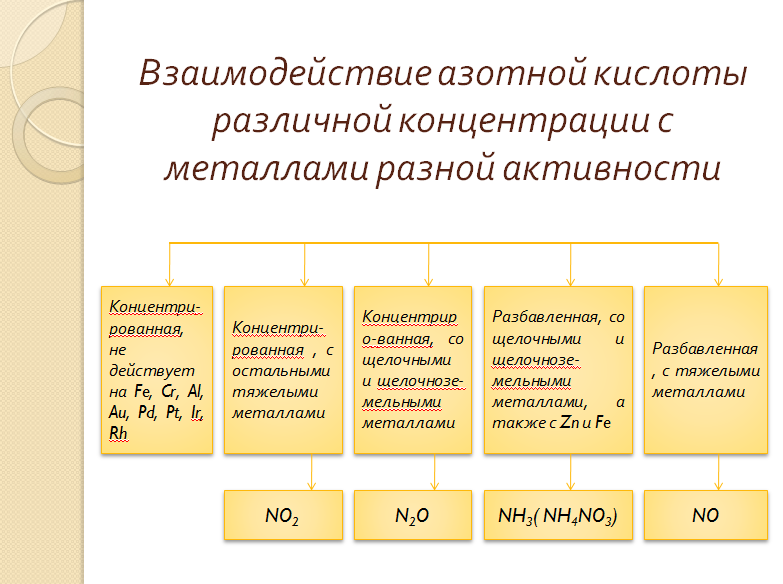 Взаимодействие азотной кислоты
различной концентрации с
металлами разной активности
Концентри-
рованная,
не
действует
на Fe, Cr, Al,
Au, Pd, Pt, Ir,
Rh
Концентри-
рованная , с
остальными
тяжелыми
металлами
Концентрир
о-ванная, со
щелочными
и щелочнозе-
мельными
металлами
Разбавленная, со
щелочными и
щелочнозе-
мельными
металлами, а
также с Zn и Fe
Разбавленная
, с тяжелыми
металлами
NO₂
N₂O
NH₃( NH₄NO₃)
NO